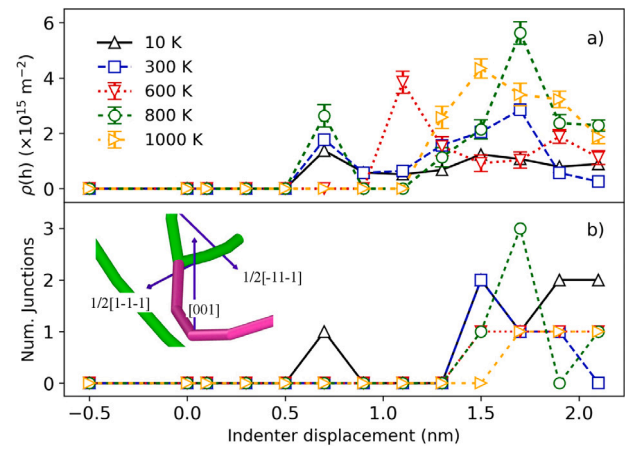 a)
10 K
300 K
600 K
800 K
1000 K
ρ(h) (×10¹⁵ m⁻²)
6
4
2
0
b)
1/2[1-1-1]
[001]
1/2[-11-1]
Num. Junctions
3
2
1
0
−0.5 0.0 0.5 1.0 1.5 2.0
Indenter displacement (nm)